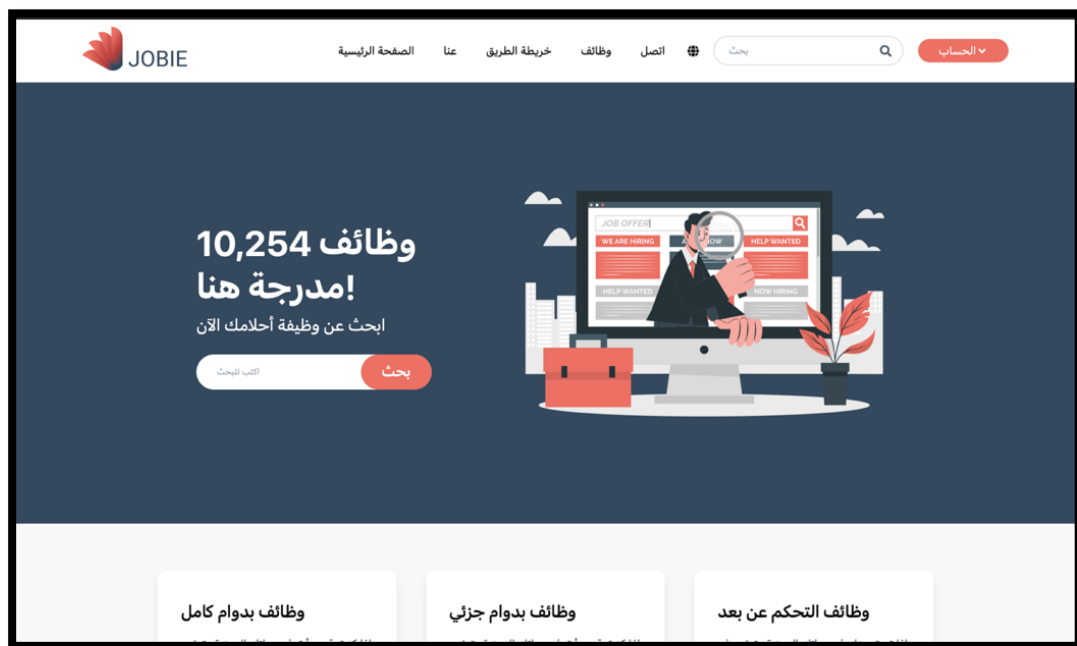 JOBIE
الصفحة الرئيسية
عنا
خريطة الطريق
وظائف
اتصل
بحث
الحساب
وظائف 10,254
!مدرجة هنا
ابحث عن وظيفة أحلامك الآن
اكتب للبحث
بحث
JOB OFFER
WE ARE HIRING
HELP WANTED
HELP WANTED
NOW HIRING
وظائف بدوام كامل
وظائف بدوام جزئي
وظائف التحكم عن بعد